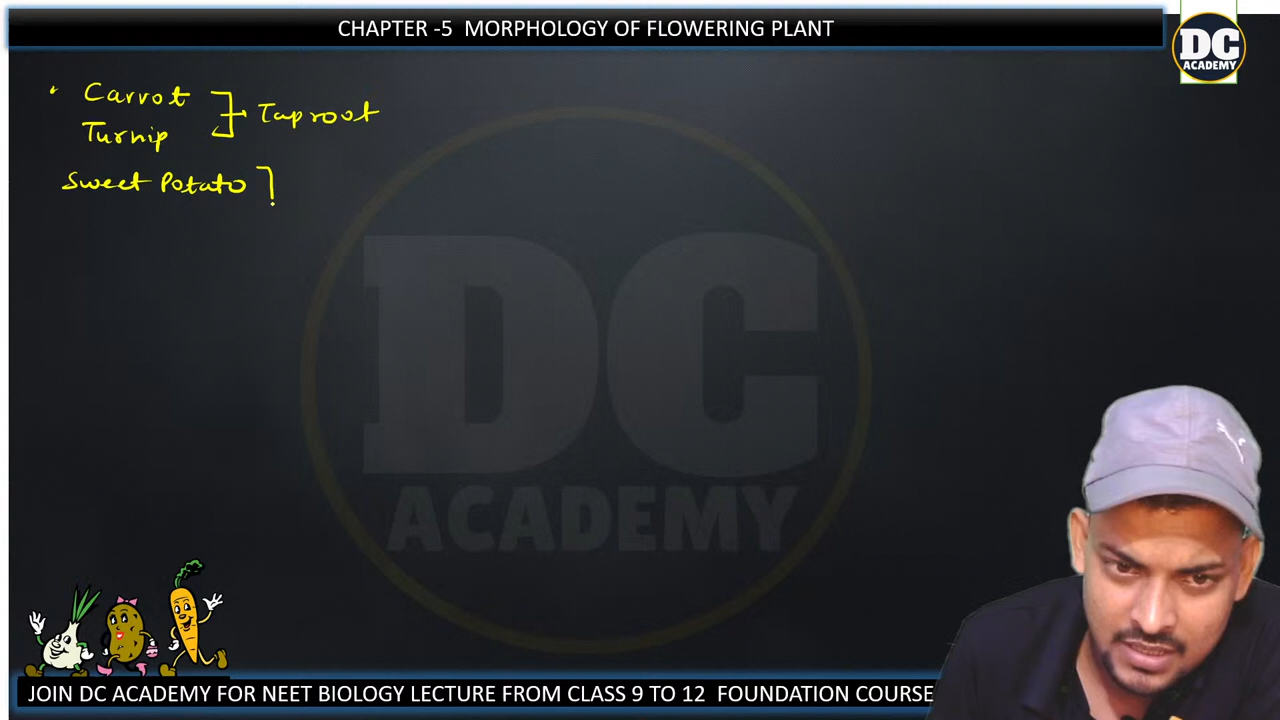 CHAPTER -5 MORPHOLOGY OF FLOWERING PLANT
DC
ACADEMY
Carrot
Turnip
Taproot
Sweet Potato
DC
ACADEMY
JOIN DC ACADEMY FOR NEET BIOLOGY LECTURE FROM CLASS 9 TO 12 FOUNDATION COURSE